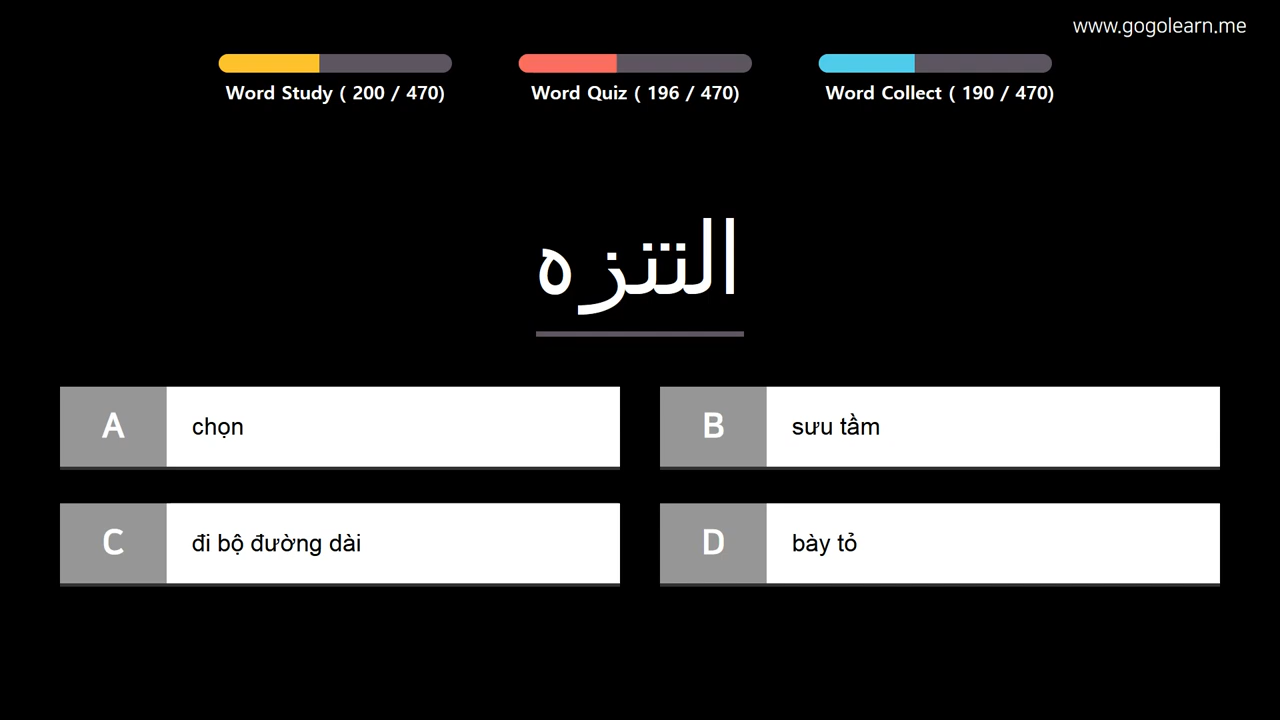 www.gogolearn.me
Word Study ( 200 / 470)
Word Quiz ( 196 / 470)
Word Collect ( 190 / 470)
التنزه
A chọn
B sưu tầm
C đi bộ đường dài
D bày tỏ